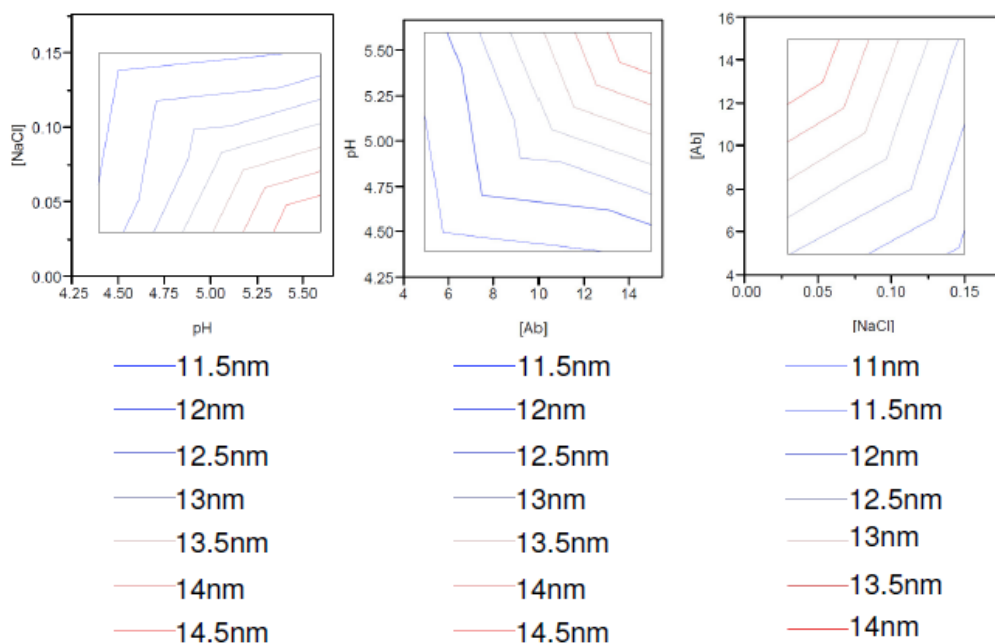 0.15
0.10
0.05
0.00
[NaCl]
4.25 4.50 4.75 5.00 5.25 5.50
pH
5.50
5.25
5.00
4.75
4.50
4.25
pH
4 6 8 10 12 14
[Ab]
16
14
12
10
8
6
4
[Ab]
0.00 0.05 0.10 0.15
[NaCl]
11.5nm
12nm
12.5nm
13nm
13.5nm
14nm
14.5nm
11.5nm
12nm
12.5nm
13nm
13.5nm
14nm
14.5nm
11nm
11.5nm
12nm
12.5nm
13nm
13.5nm
14nm